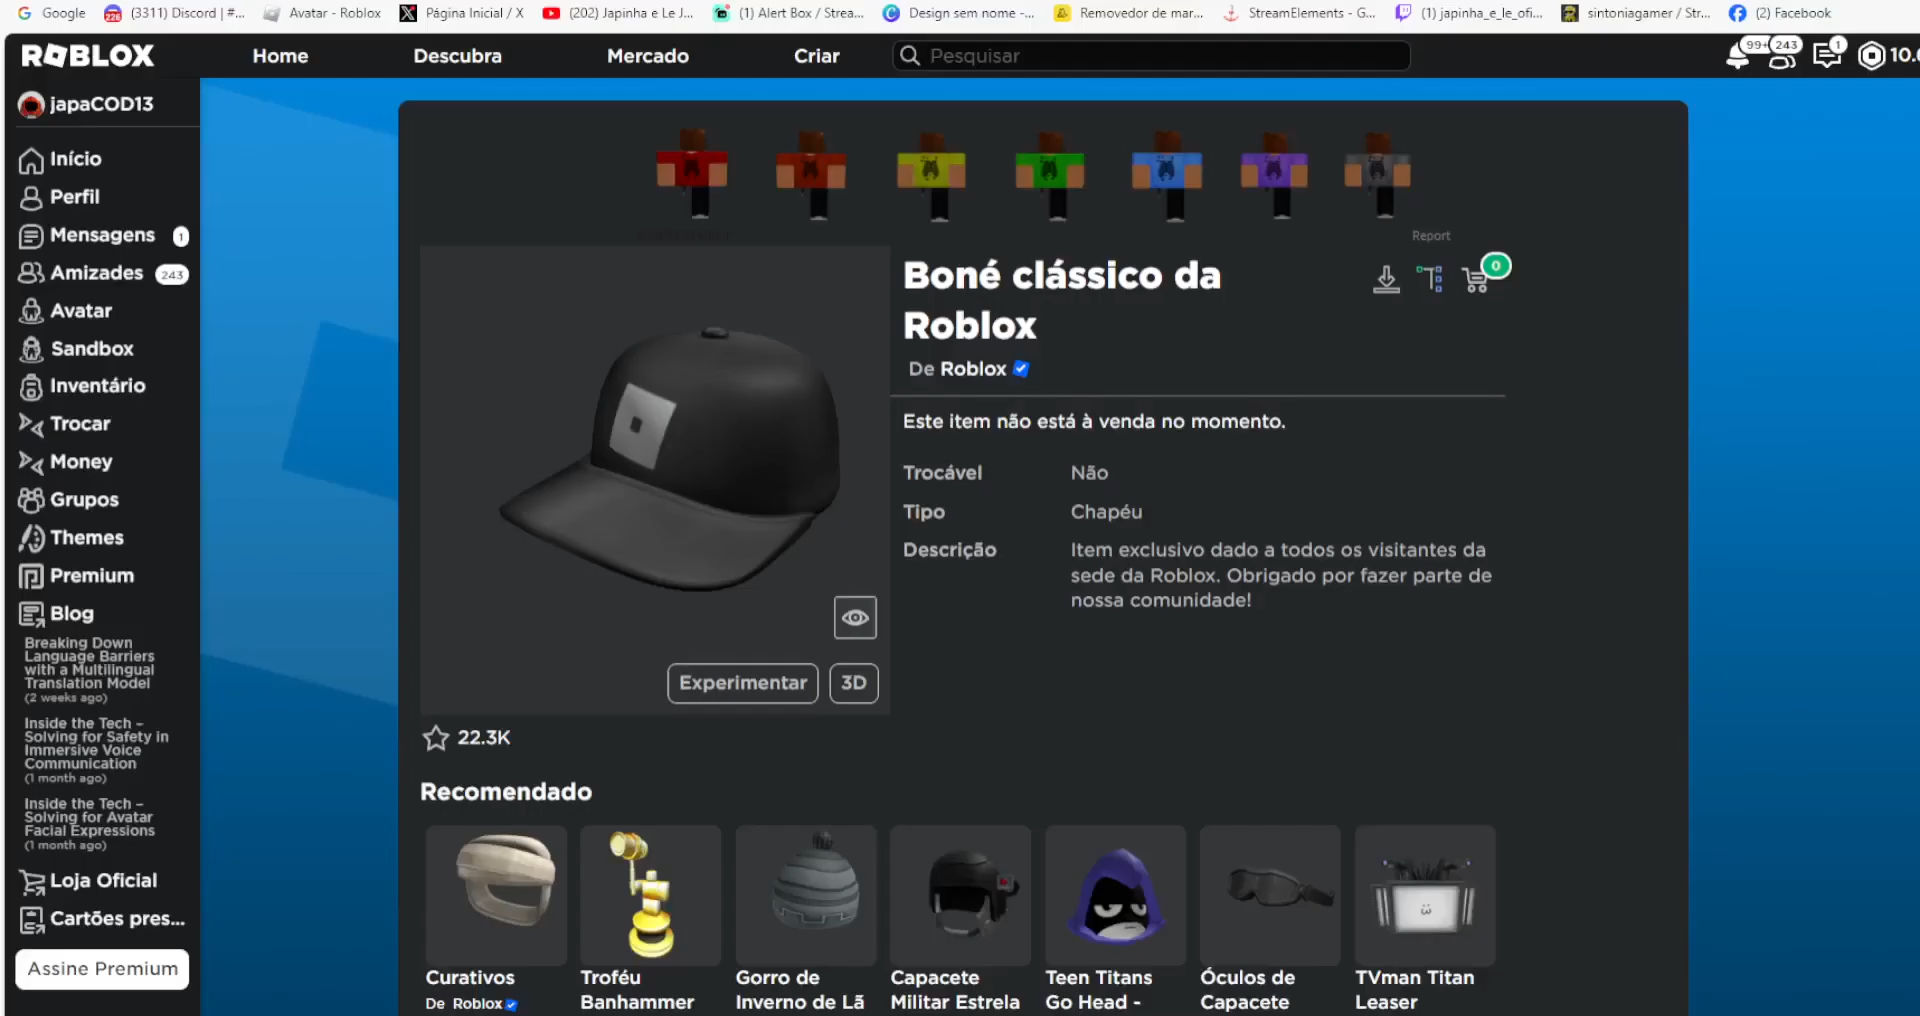 Google (3311) Discord | #... Avatar - Roblox Página Inicial / X (202) Japinha e Le J... (1) Alert Box / Strea... Design sem nome -... Removedor de mar... StreamElements - G... (1) japinha_e_le_ofi... sintoniagamer / Str... (2) Facebook
226
ROBLOX Home Descubra Mercado Criar Pesquisar 99+ 243 1
japaCOD13
Início
Perfil
Mensagens 1
Amizades 243
Avatar
Sandbox
Inventário
Trocar
Money
Grupos
Themes
Premium
Blog
Breaking Down
Language Barriers
with a Multilingual
Translation Model
(2 weeks ago)
Inside the Tech –
Solving for Safety in
Immersive Voice
Communication
(1 month ago)
Inside the Tech –
Solving for Avatar
Facial Expressions
(1 month ago)
Loja Oficial
Cartões pres...
Assine Premium
Report
Boné clássico da
Roblox
0
De Roblox
Este item não está à venda no momento.
Trocável Não
Tipo Chapéu
Descrição Item exclusivo dado a todos os visitantes da
sede da Roblox. Obrigado por fazer parte de
nossa comunidade!
Experimentar 3D
22.3K
Recomendado
Curativos
De Roblox
Troféu
Banhammer
Gorro de
Inverno de Lã
Capacete
Militar Estrela
Teen Titans
Go Head -
Óculos de
Capacete
TVman Titan
Leaser